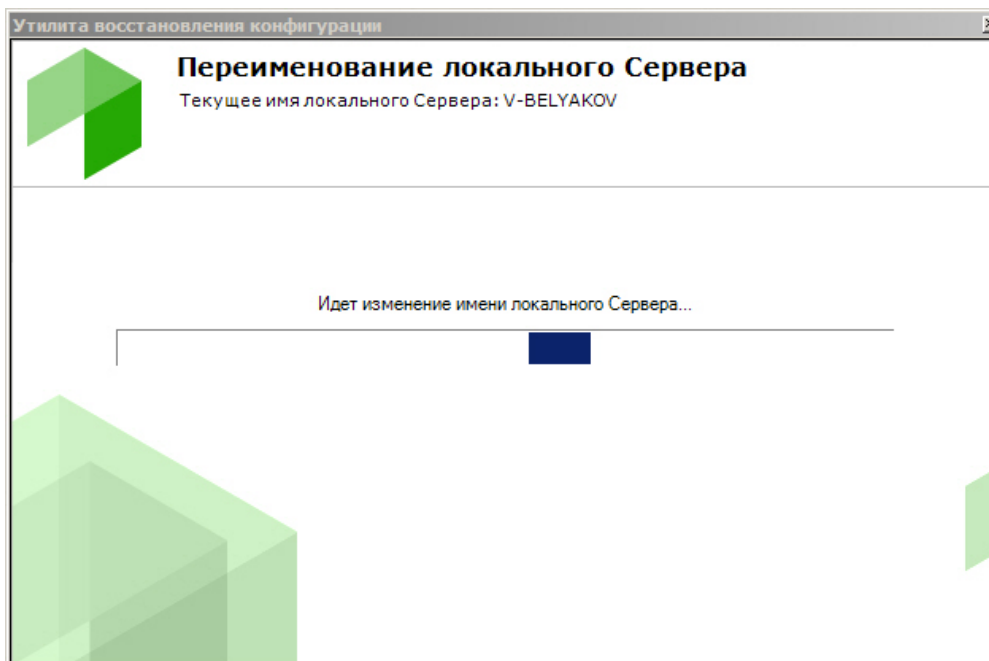 Утилита восстановления конфигурации
Переименование локального Сервера
Текущее имя локального Сервера: V-BELYAKOV
Идет изменение имени локального Сервера...